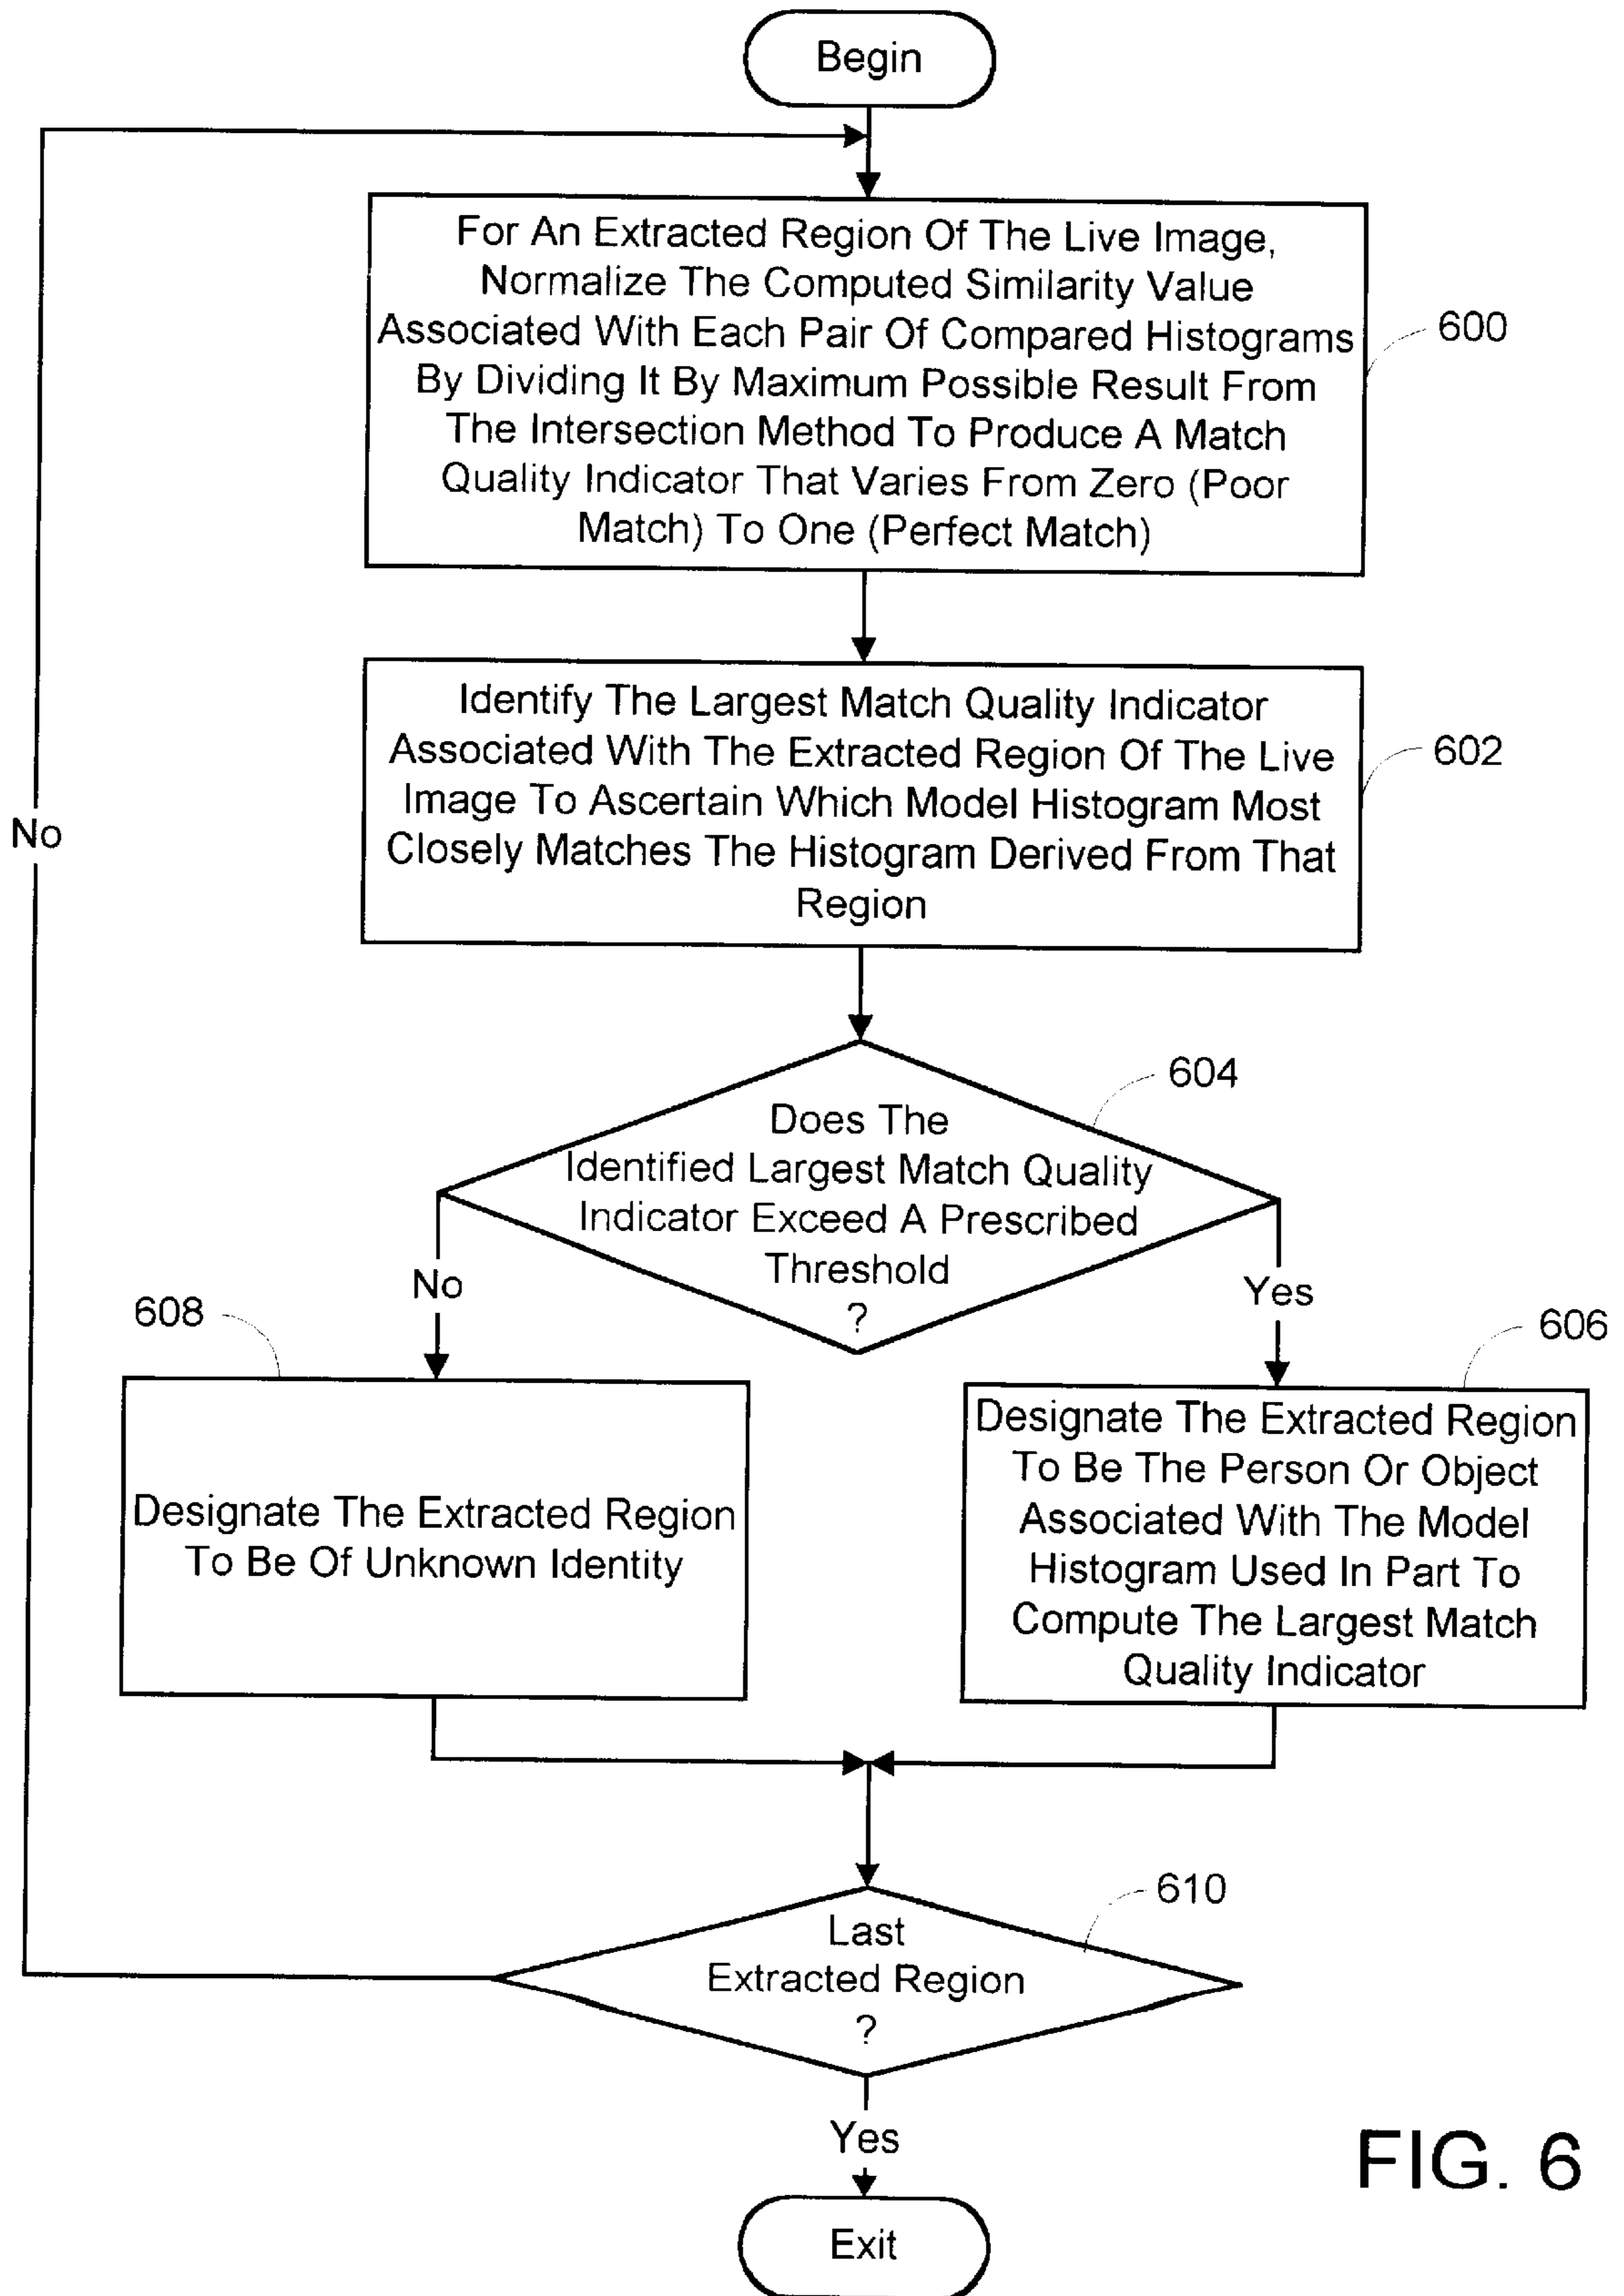 Begin
For An Extracted Region Of The Live Image,
Normalize The Computed Similarity Value
Associated With Each Pair Of Compared Histograms
By Dividing It By Maximum Possible Result From
The Intersection Method To Produce A Match
Quality Indicator That Varies From Zero (Poor
Match) To One (Perfect Match)
600
Identify The Largest Match Quality Indicator
Associated With The Extracted Region Of The Live
Image To Ascertain Which Model Histogram Most
Closely Matches The Histogram Derived From That
Region
602
No
604
Does The
Identified Largest Match Quality
Indicator Exceed A Prescribed
Threshold
?
No
Yes
608
606
Designate The Extracted Region
To Be Of Unknown Identity
Designate The Extracted Region
To Be The Person Or Object
Associated With The Model
Histogram Used In Part To
Compute The Largest Match
Quality Indicator
610
Last
Extracted Region
?
Yes
Exit
FIG. 6